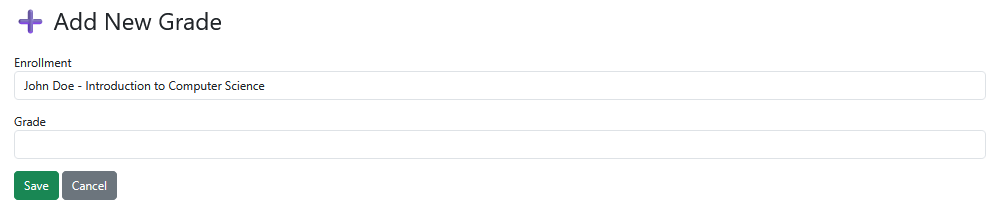 Add New Grade
Enrollment
John Doe - Introduction to Computer Science
Grade
Save Cancel